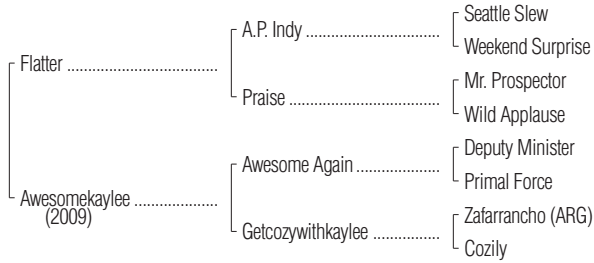 Seattle Slew
A.P. Indy
Weekend Surprise
Flatter
Mr. Prospector
Praise
Wild Applause
Deputy Minister
Awesome Again
Primal Force
Awesomekaylee
(2009)
Zafarrancho (ARG)
Getcozywithkaylee
Cozily